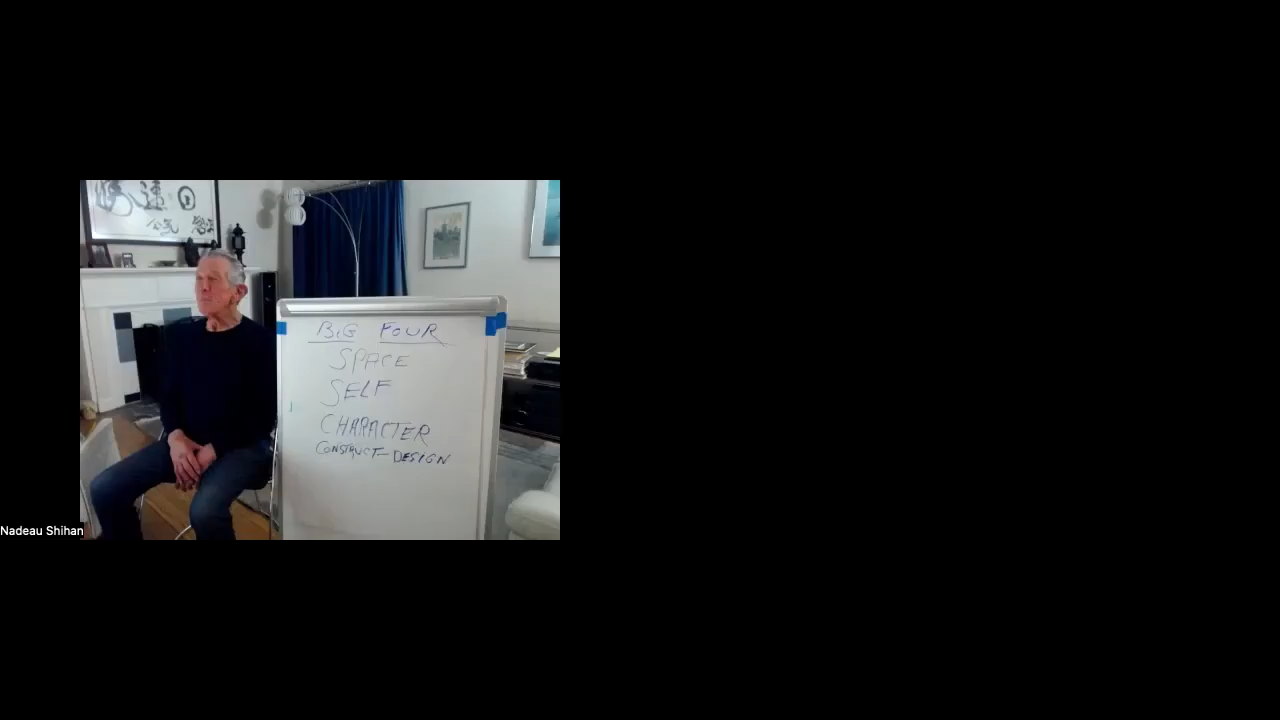 BIG FOUR
SPACE
SELF
CHARACTER
CONSTRUCT-DESIGN
Nadeau Shihan